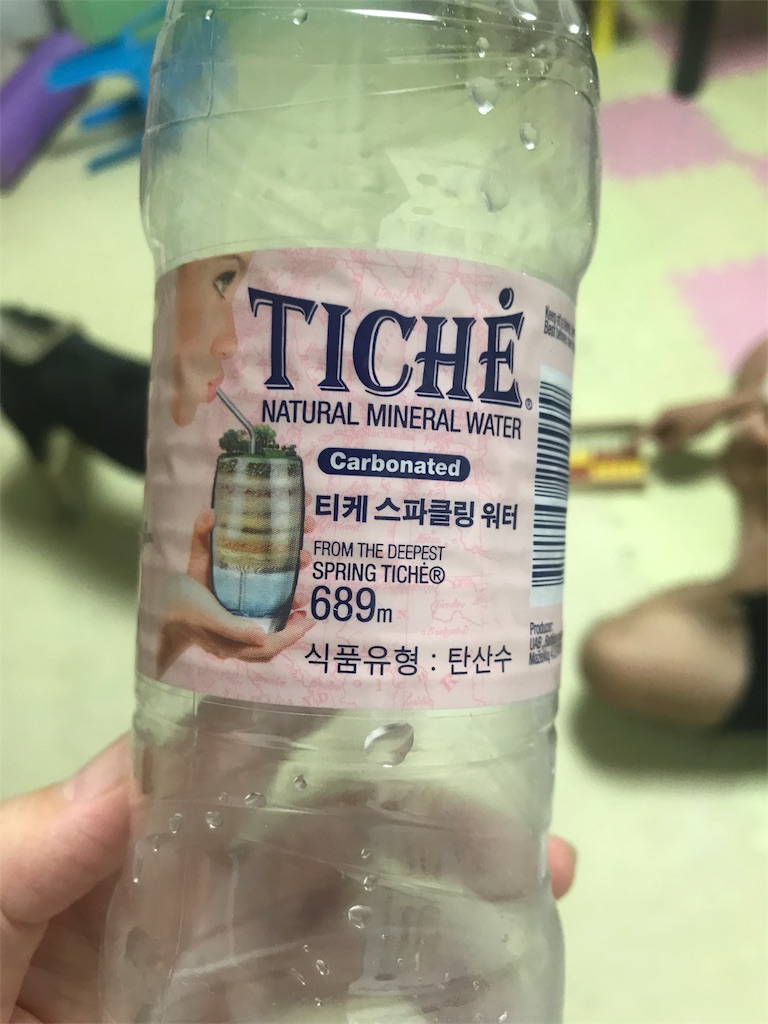 TICHĖ®
NATURAL MINERAL WATER
Carbonated
티케 스파클링 워터
FROM THE DEEPEST
SPRING TICHĖ®
689m
식품유형 : 탄산수
Producer:
UAB